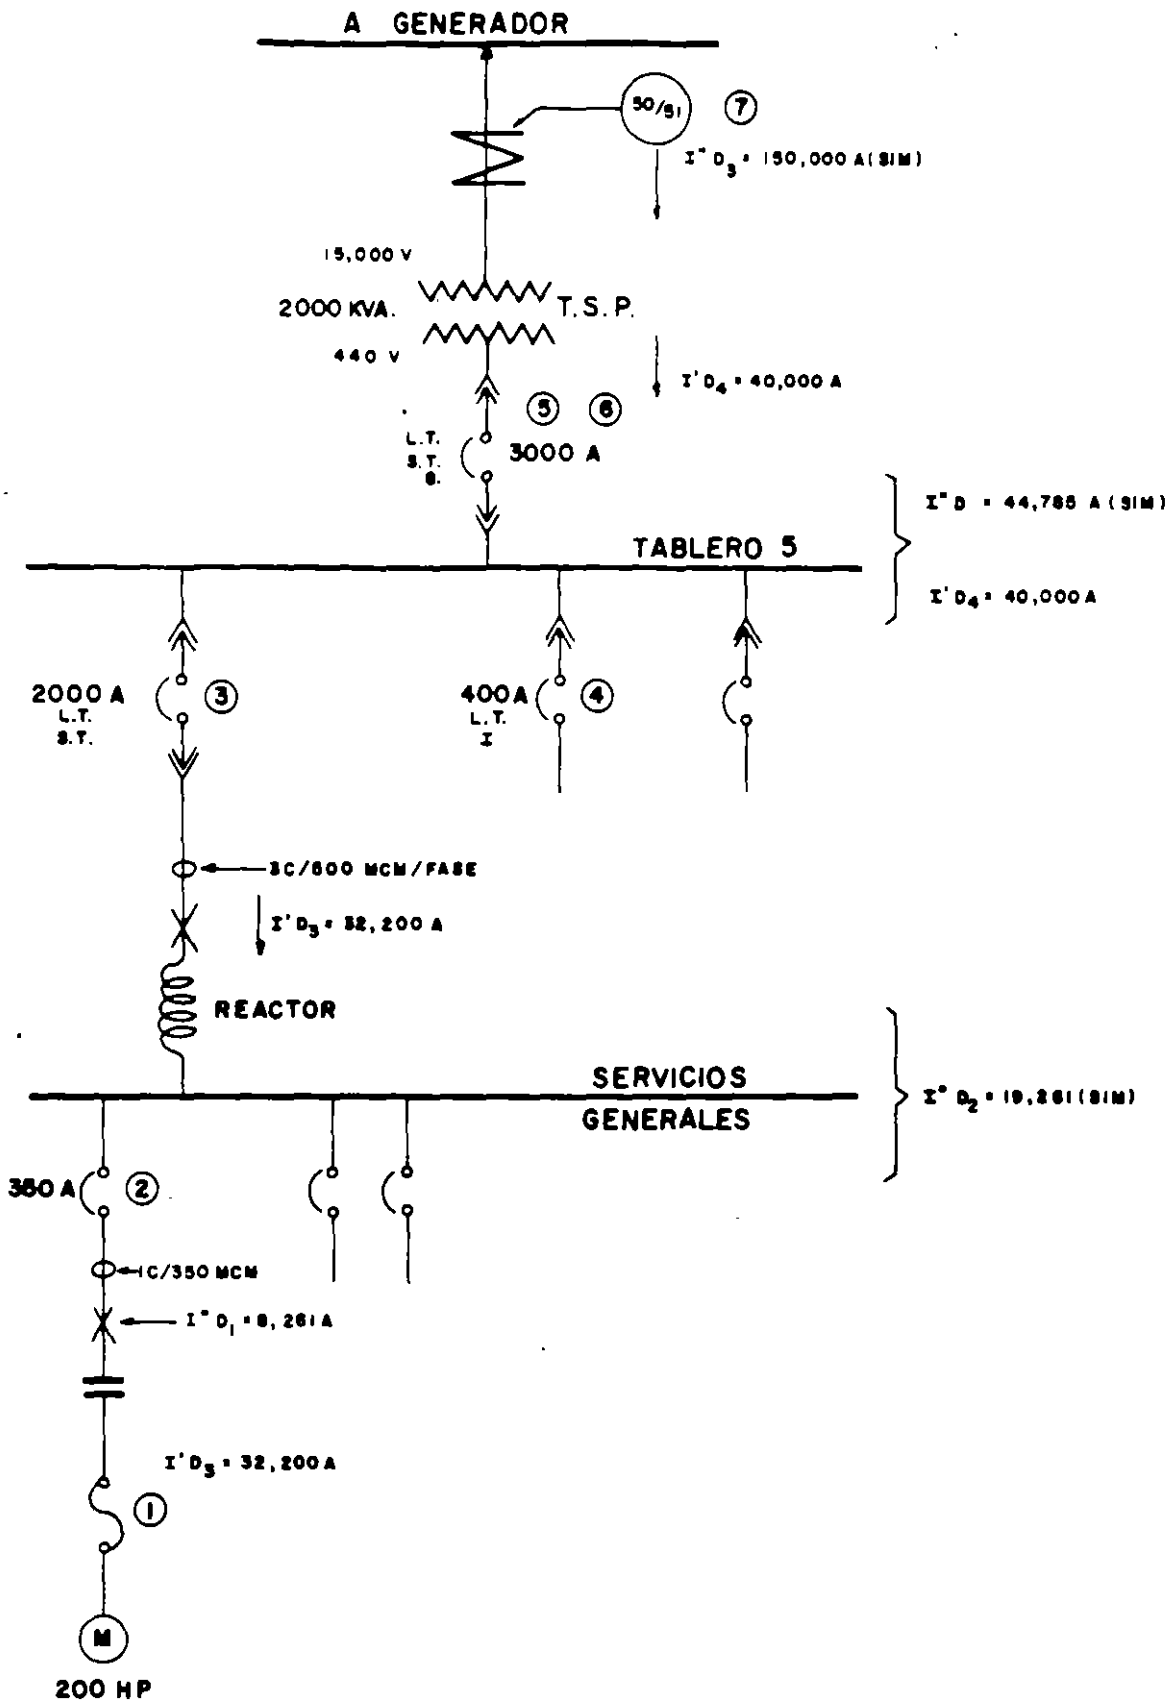 A GENERADOR
50/51
7
I" D3 = 150,000 A (SIM)
15,000 V
2000 KVA.
T.S.P.
440 V
I' D4 = 40,000 A
5 6
L.T.
S.T.
G.
3000 A
I" D = 44,785 A (SIM)
TABLERO 5
I' D4 = 40,000 A
2000 A
L.T.
S.T.
3
400 A
L.T.
I
4
3C/500 MCM/FASE
I' D3 = 32,200 A
REACTOR
SERVICIOS
GENERALES
I" D2 = 19,261 (SIM)
350 A
2
1C/350 MCM
I" D1 = 8,261 A
I' D3 = 32,200 A
1
M
200 HP